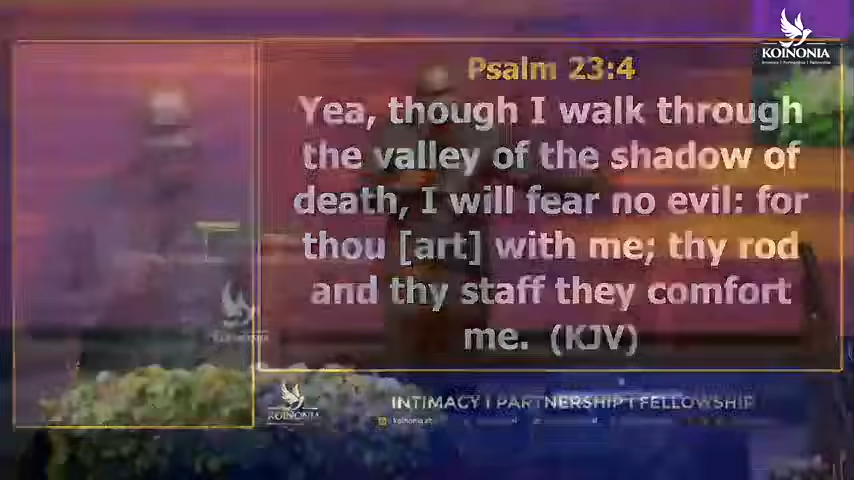 KOINONIA
Psalm 23:4
Yea, though I walk through
the valley of the shadow of
death, I will fear no evil: for
thou [art] with me; thy rod
and thy staff they comfort
me. (KJV)
KOINONIA
INTIMACY | PARTNERSHIP | FELLOWSHIP